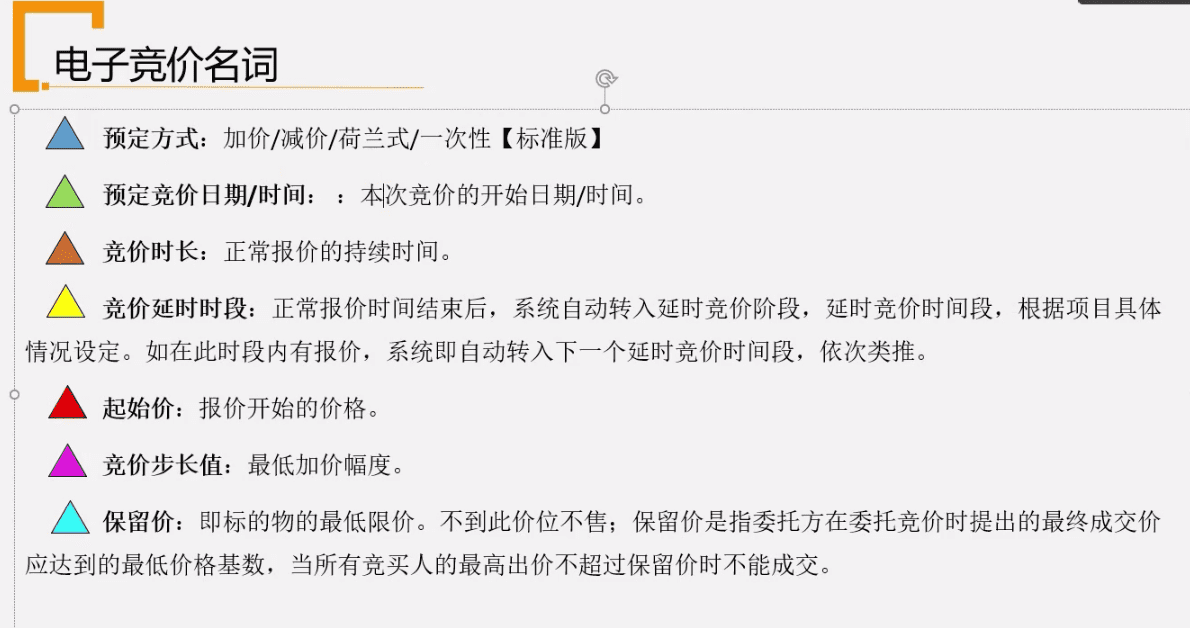 电子竞价名词
预定方式：加价/减价/荷兰式/一次性【标准版】
预定竞价日期/时间：：本次竞价的开始日期/时间。
竞价时长：正常报价的持续时间。
竞价延时时段：正常报价时间结束后，系统自动转入延时竞价阶段，延时竞价时间段，根据项目具体
情况设定。如在此时段内有报价，系统即自动转入下一个延时竞价时间段，依次类推。
起始价：报价开始的价格。
竞价步长值：最低加价幅度。
保留价：即标的物的最低限价。不到此价位不售；保留价是指委托方在委托竞价时提出的最终成交价
应达到的最低价格基数，当所有竞买人的最高出价不超过保留价时不能成交。